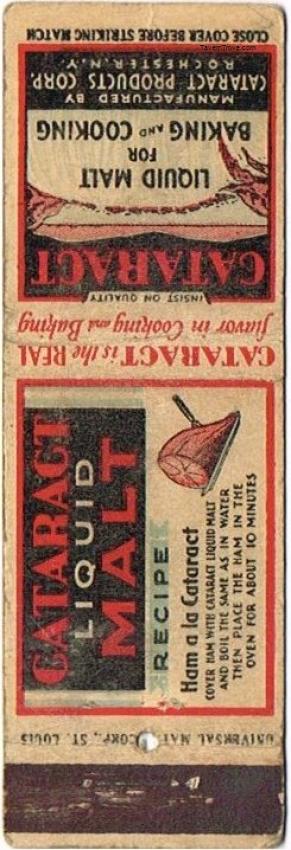 CLOSE COVER BEFORE STRIKING MATCH
INSIST ON QUALITY
CATARACT
LIQUID MALT
FOR
BAKING AND COOKING
MANUFACTURED BY
CATARACT PRODUCTS CORP.
ROCHESTER, N.Y.
CATARACT is the REAL
flavor in Cooking and Baking
CATARACT
LIQUID
MALT
RECIPE
Ham a la Cataract
COVER HAM WITH CATARACT LIQUID MALT
AND BOIL THE SAME AS IN WATER
THEN PLACE THE HAM IN THE
OVEN FOR ABOUT 10 MINUTES
UNIVERSAL MAT CORP., ST. LOUIS